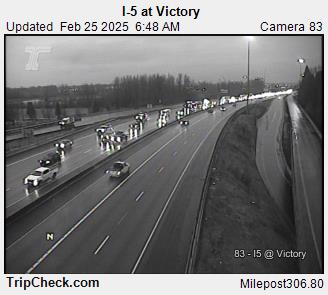 I-5 at Victory
Updated Feb 25 2025 6:48 AM Camera 83
T
N
83 - I5 @ Victory
TripCheck.com Milepost306.80